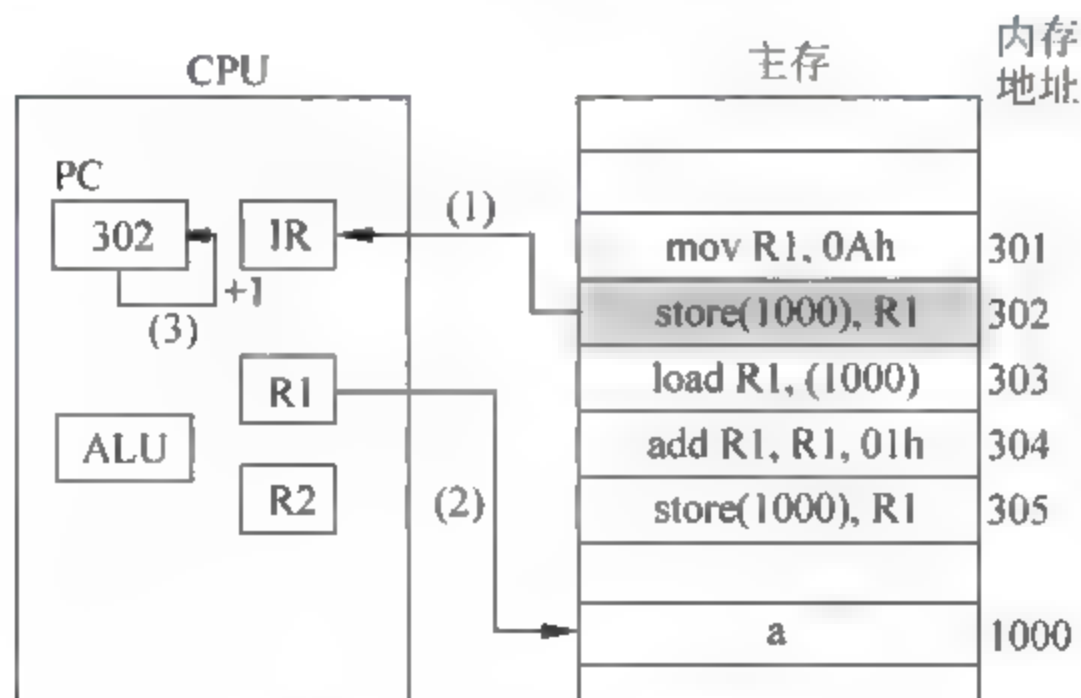 CPU
主存
内存
地址
PC
302
IR
(1)
+1
(3)
mov R1, 0Ah
301
store(1000), R1
302
R1
load R1, (1000)
303
ALU
add R1, R1, 01h
304
R2
(2)
store(1000), R1
305
a
1000